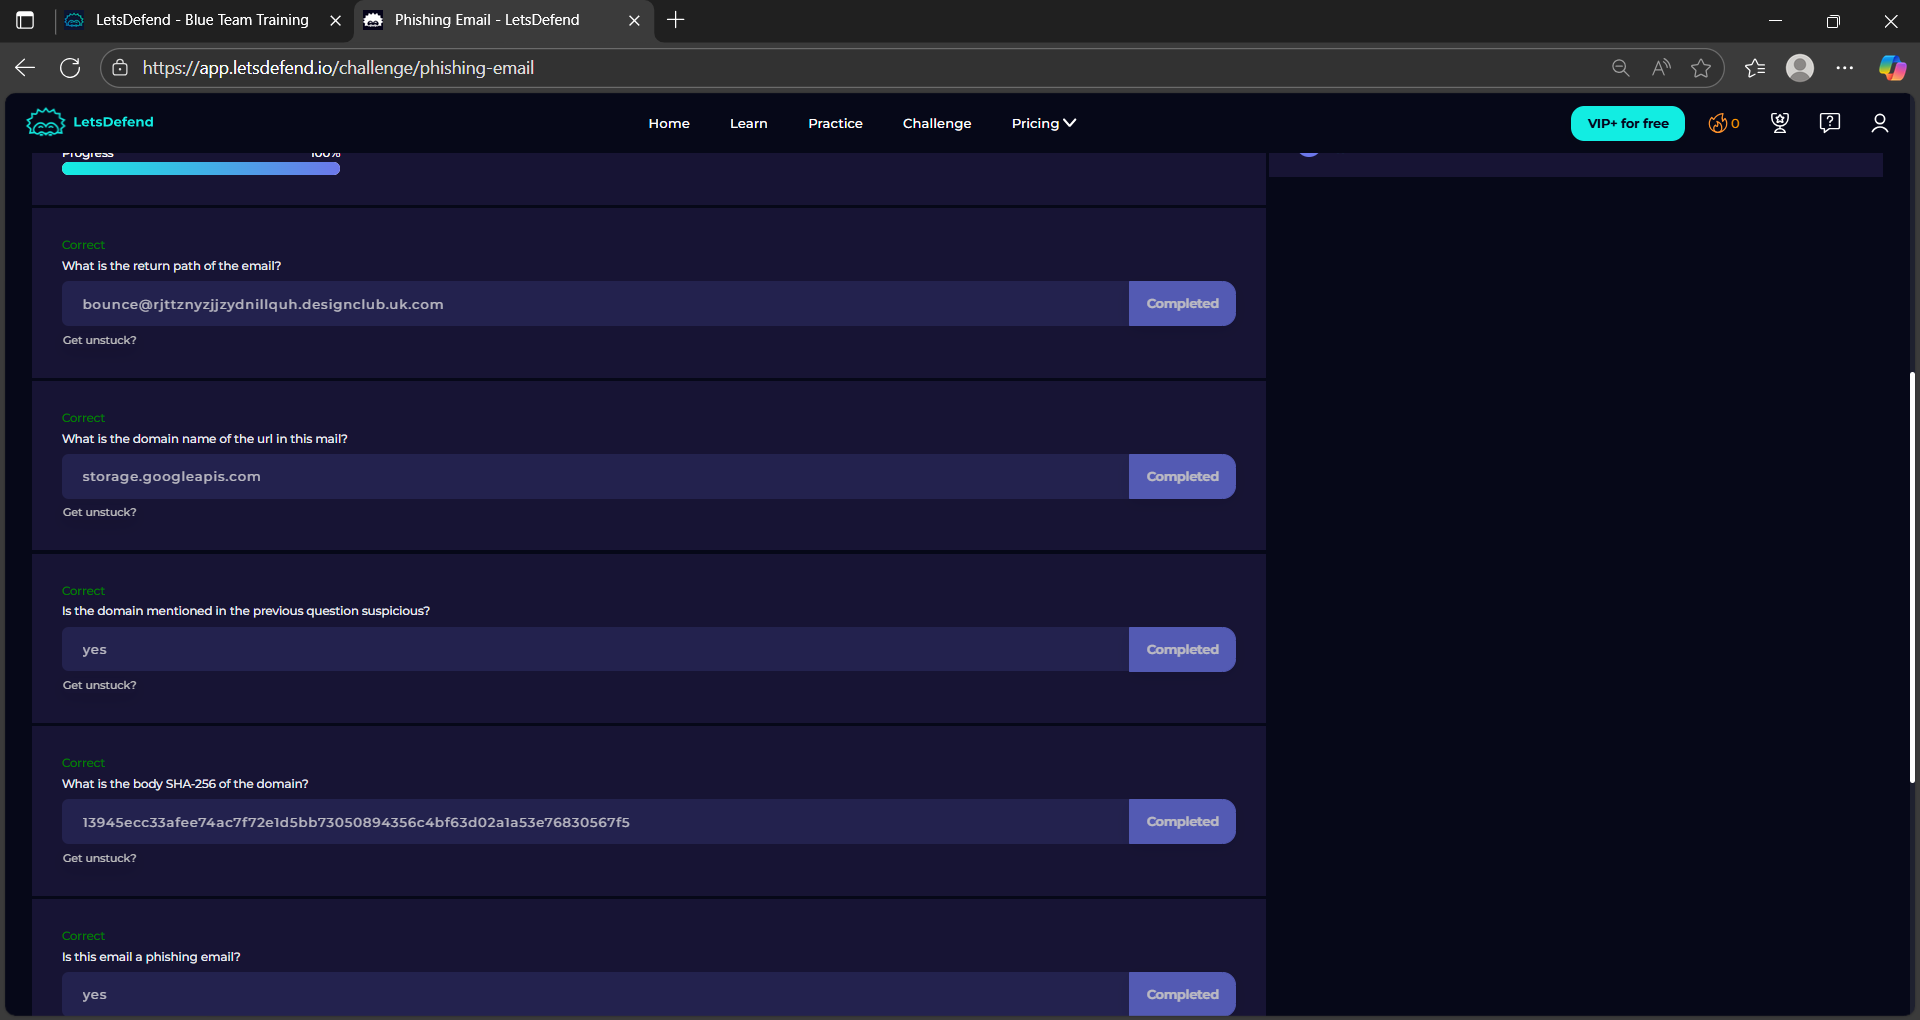 LetsDefend - Blue Team Training
Phishing Email - LetsDefend
https://app.letsdefend.io/challenge/phishing-email
LetsDefend
Home
Learn
Practice
Challenge
Pricing
VIP+ for free
0
Progress
100%
Correct
What is the return path of the email?
bounce@rjttznyzjjzydnillquh.designclub.uk.com
Completed
Get unstuck?
Correct
What is the domain name of the url in this mail?
storage.googleapis.com
Completed
Get unstuck?
Correct
Is the domain mentioned in the previous question suspicious?
yes
Completed
Get unstuck?
Correct
What is the body SHA-256 of the domain?
13945ecc33afee74ac7f72e1d5bb73050894356c4bf63d02a1a53e76830567f5
Completed
Get unstuck?
Correct
Is this email a phishing email?
yes
Completed